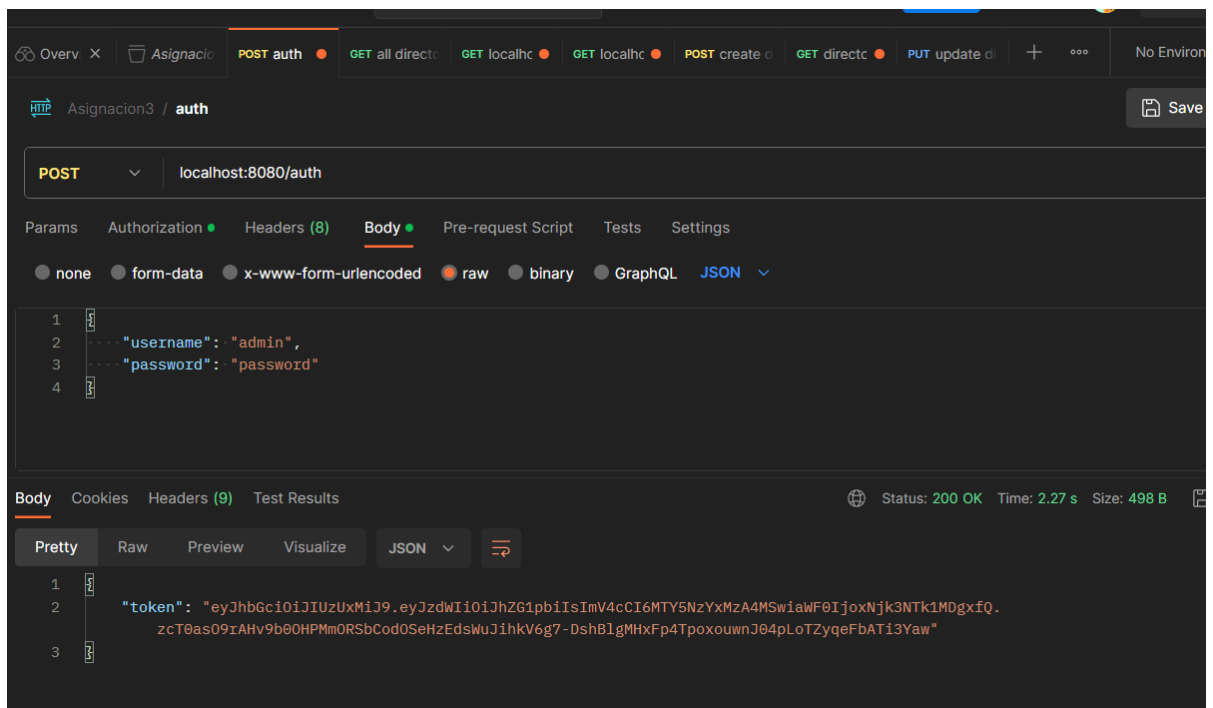 Overvi × Asignacio POST auth GET all directo GET localhc GET localhc POST create d GET directc PUT update di + ooo No Environ
HTTP Asignacion3 / auth Save
POST localhost:8080/auth
Params Authorization Headers (8) Body Pre-request Script Tests Settings
none form-data x-www-form-urlencoded raw binary GraphQL JSON
1 {
2 "username": "admin",
3 "password": "password"
4 }
Body Cookies Headers (9) Test Results Status: 200 OK Time: 2.27 s Size: 498 B
Pretty Raw Preview Visualize JSON
1 {
2 "token": "eyJhbGciOiJIUzUxMiJ9.eyJzdWIiOiJhZG1pbiIsImV4cCI6MTY5NzYxMzA4MSwiaWF0IjoxNjk3NTk1MDgxfQ.
zcT0asO9rAHv9b0OHPMmORSbCodOSeHzEdsWuJihkV6g7-DshBlgMHxFp4TpoxouwnJ04pLoTZyqeFbATi3Yaw"
3 }